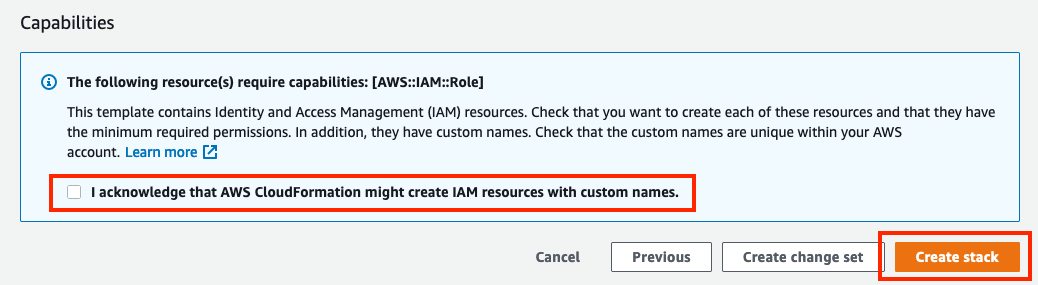 Capabilities
The following resource(s) require capabilities: [AWS::IAM::Role]
This template contains Identity and Access Management (IAM) resources. Check that you want to create each of these resources and that they have
the minimum required permissions. In addition, they have custom names. Check that the custom names are unique within your AWS
account. Learn more
I acknowledge that AWS CloudFormation might create IAM resources with custom names.
Cancel Previous Create change set Create stack